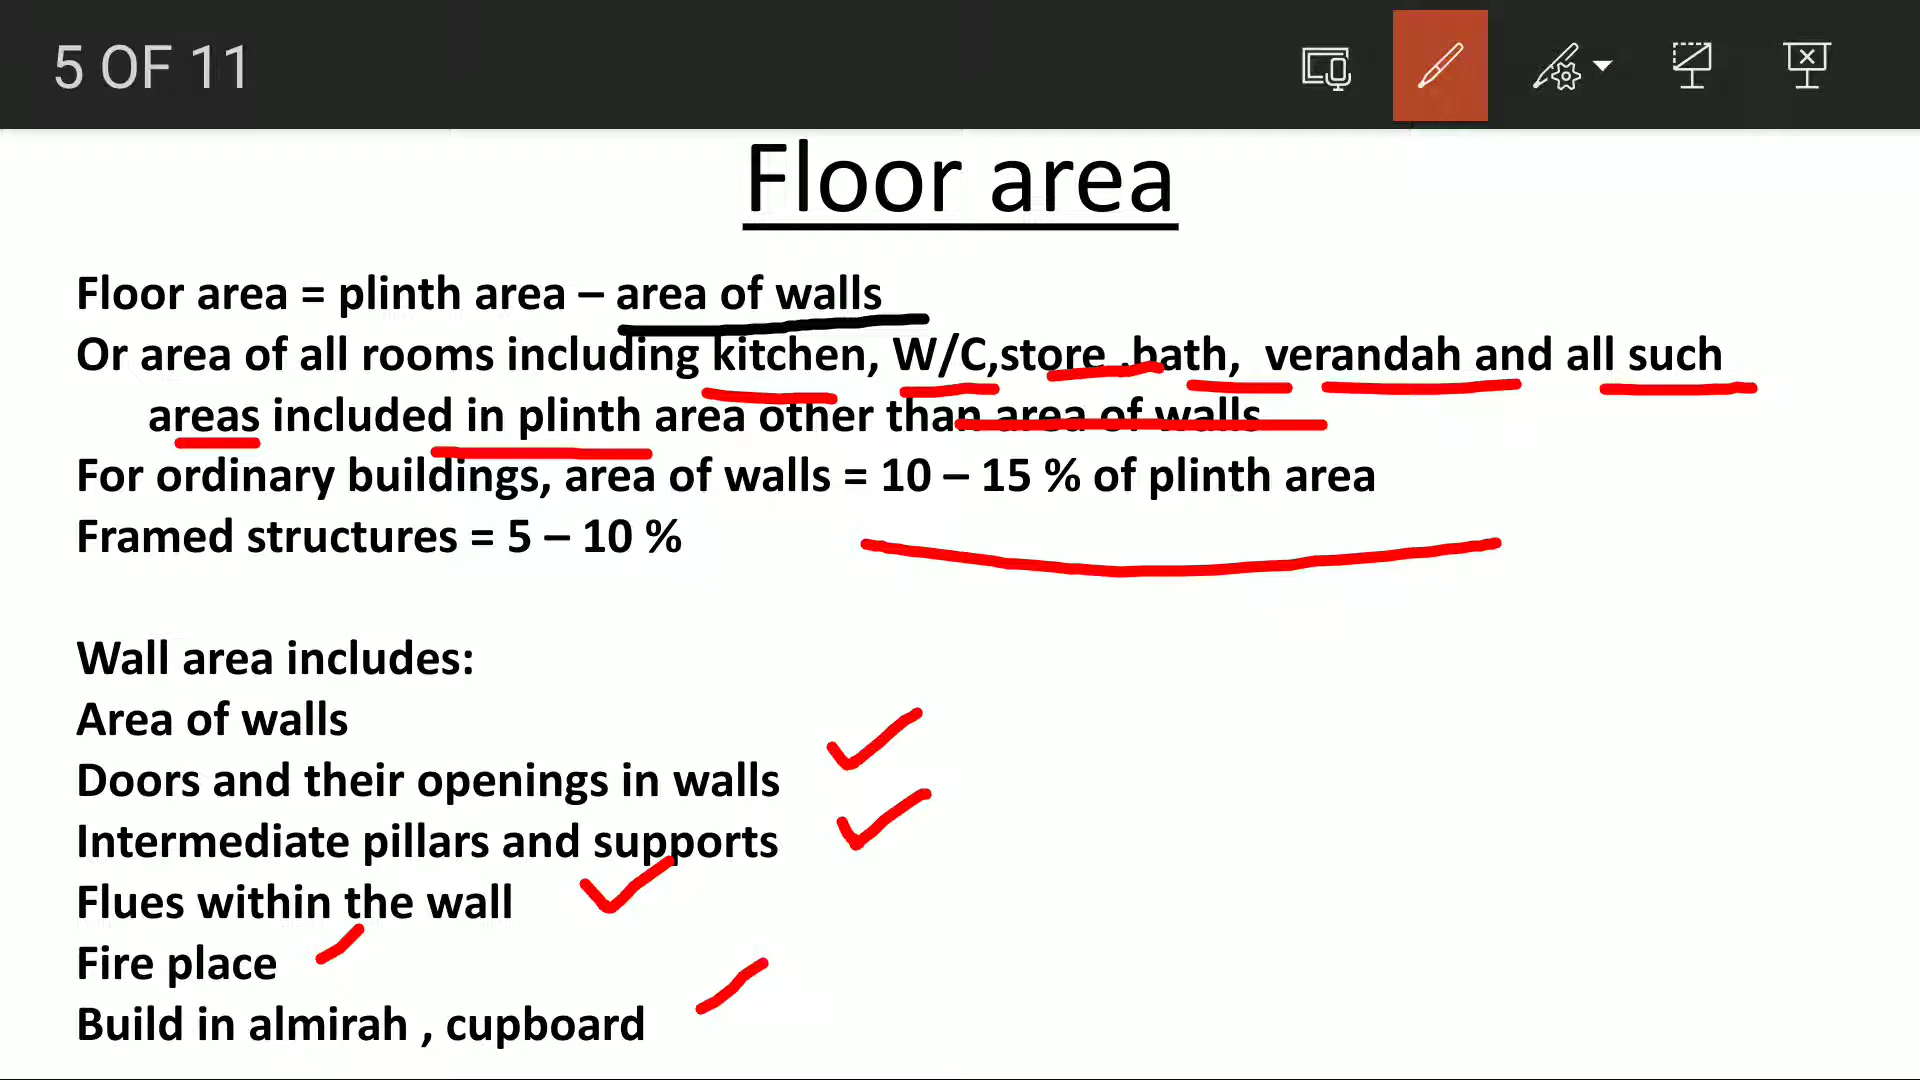 5 OF 11
Floor area
Floor area = plinth area – area of walls
Or area of all rooms including kitchen, W/C,store ,bath,  verandah and all such
areas included in plinth area other than area of walls
For ordinary buildings, area of walls = 10 – 15 % of plinth area
Framed structures = 5 – 10 %
Wall area includes:
Area of walls
Doors and their openings in walls
Intermediate pillars and supports
Flues within the wall
Fire place
Build in almirah , cupboard